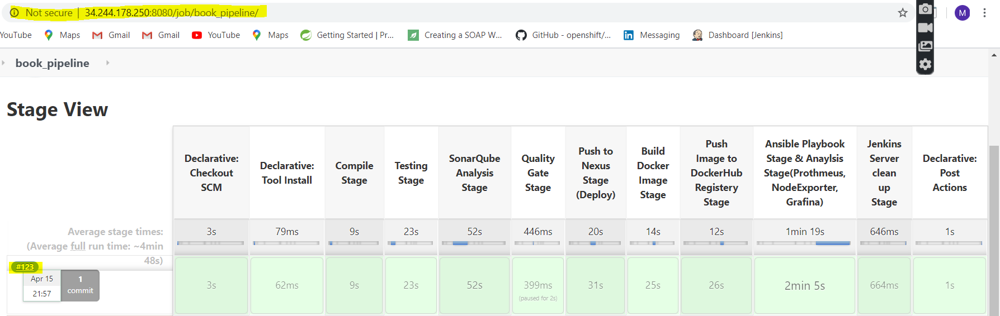 Not secure | 34.244.178.250:8080/job/book_pipeline/
M
YouTube Maps Gmail Gmail YouTube Maps Getting Started | Pr... Creating a SOAP W... GitHub - openshift/... Messaging Dashboard [Jenkins]
book_pipeline
Stage View
Declarative:
Checkout
SCM
Declarative:
Tool Install
Compile
Stage
Testing
Stage
SonarQube
Analysis
Stage
Quality
Gate
Stage
Push to
Nexus
Stage
(Deploy)
Build
Docker
Image
Stage
Push
Image to
DockerHub
Registery
Stage
Ansible Playbook
Stage & Anaylsis
Stage(Prothmeus,
NodeExporter,
Grafina)
Jenkins
Server
clean
up
Stage
Declarative:
Post
Actions
Average stage times:
(Average full run time: ~4min
48s)
3s 79ms 9s 23s 52s 446ms 20s 14s 12s 1min 19s 646ms 1s
#123
Apr 15
21:57
1
commit
3s 62ms 9s 23s 52s 399ms 31s 25s 26s 2min 5s 664ms 1s
(paused for 2s)